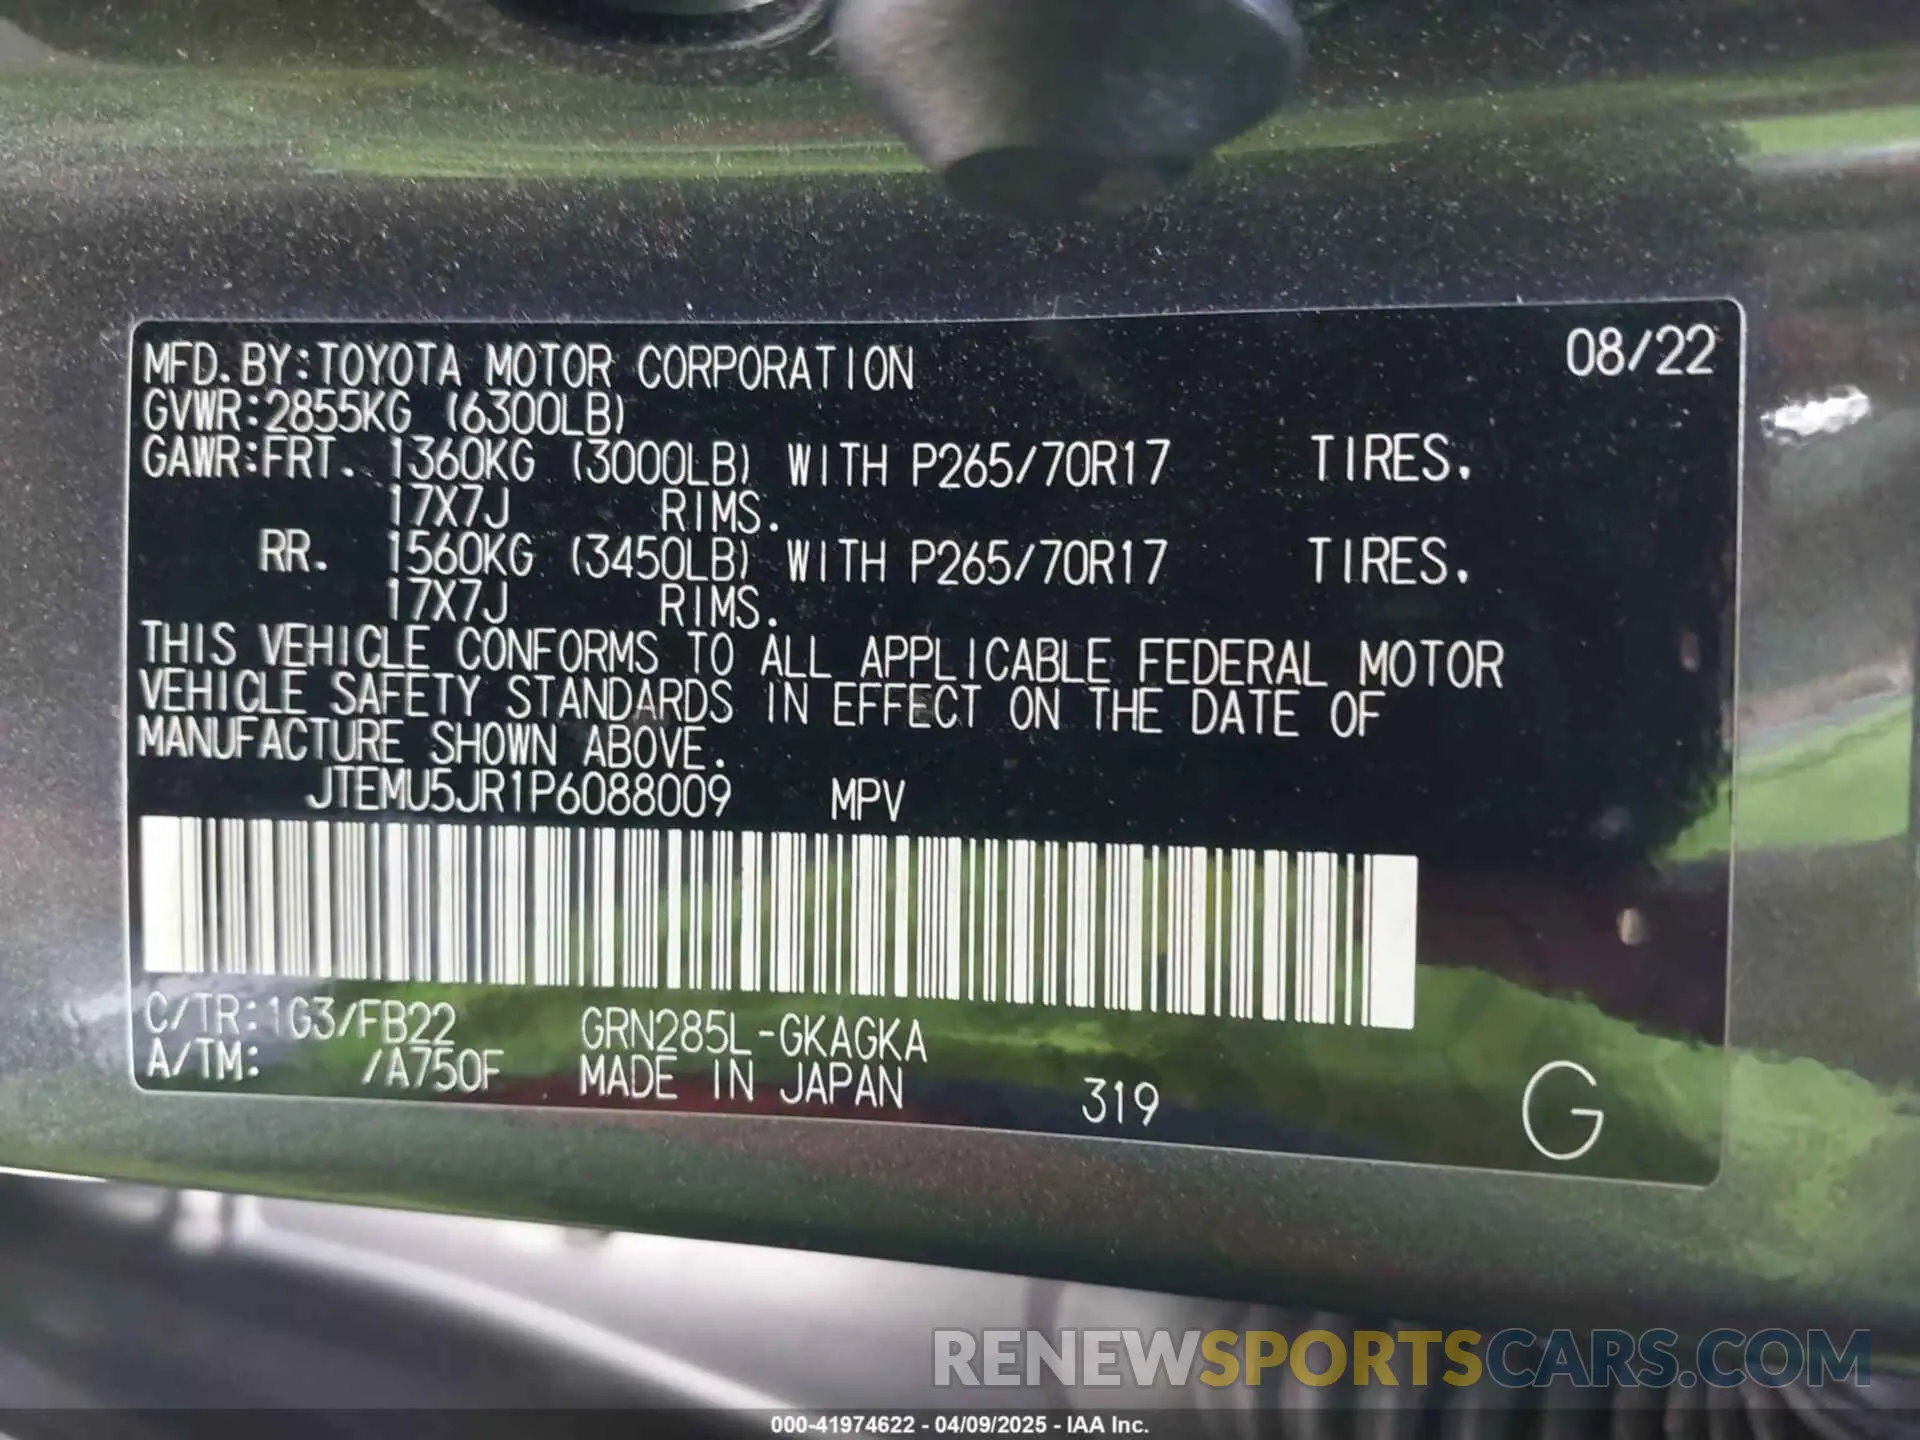 08/22
MFD.BY:TOYOTA MOTOR CORPORATION
GVWR:2855KG (6300LB)
GAWR:FRT. 1360KG (3000LB) WITH P265/70R17 TIRES.
17X7J RIMS.
RR. 1560KG (3450LB) WITH P265/70R17 TIRES.
17X7J RIMS.
THIS VEHICLE CONFORMS TO ALL APPLICABLE FEDERAL MOTOR
VEHICLE SAFETY STANDARDS IN EFFECT ON THE DATE OF
MANUFACTURE SHOWN ABOVE.
JTEMU5JR1P6088009 MPV
C/TR:1G3/FB22 GRN285L-GKAGKA
A/TM: /A750F MADE IN JAPAN 319 G
RENEWSPORTSCARS.COM
000-41974622 - 04/09/2025 - IAA Inc.